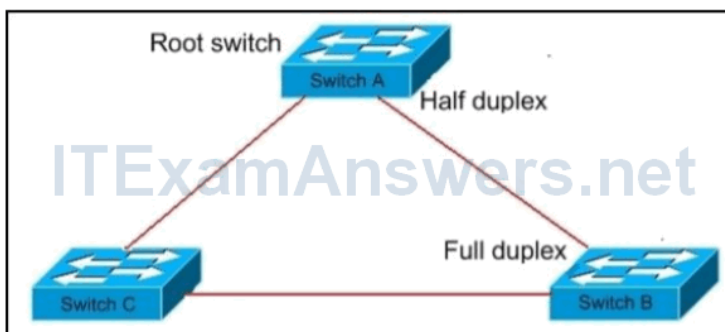 Root switch
Switch A
Half duplex
ITExamAnswers.net
Full duplex
Switch C
Switch B